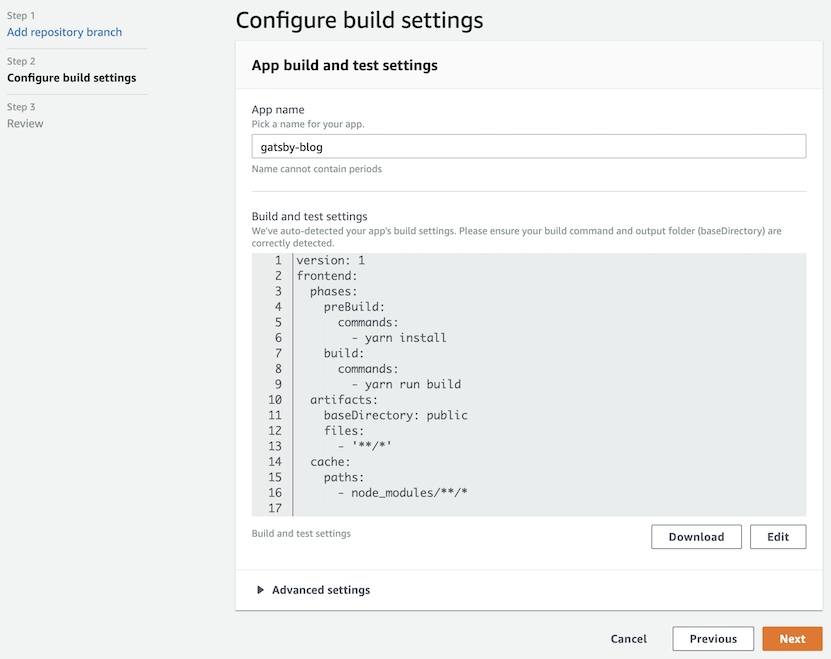 Step 1
Add repository branch
Step 2
Configure build settings
Step 3
Review
Configure build settings
App build and test settings
App name
Pick a name for your app.
gatsby-blog
Name cannot contain periods
Build and test settings
We've auto-detected your app's build settings. Please ensure your build command and output folder (baseDirectory) are
correctly detected.
1 version: 1
2 frontend:
3   phases:
4     preBuild:
5       commands:
6         - yarn install
7     build:
8       commands:
9         - yarn run build
10   artifacts:
11     baseDirectory: public
12     files:
13       - '**/*'
14   cache:
15     paths:
16       - node_modules/**/*
17
Build and test settings
Download
Edit
Advanced settings
Cancel
Previous
Next